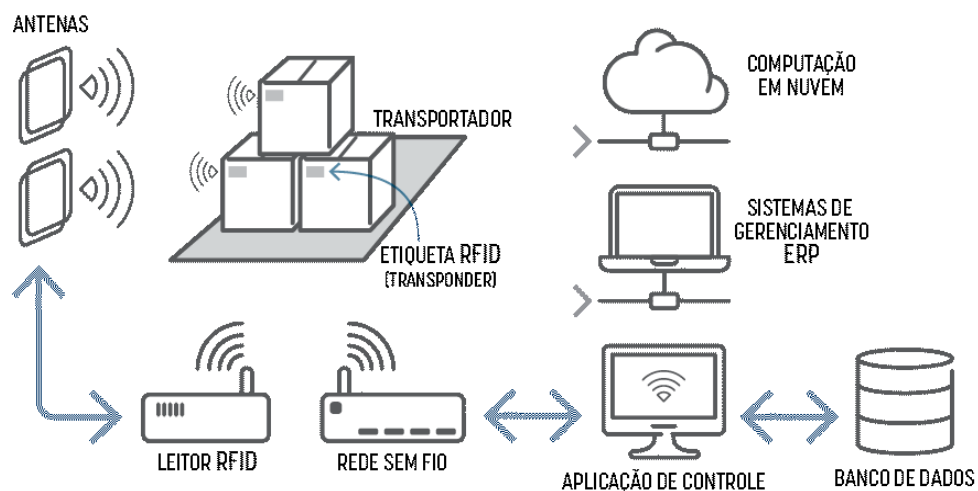 ANTENAS
TRANSPORTADOR
ETIQUETA RFID
(TRANSPONDER)
COMPUTAÇÃO
EM NUVEM
SISTEMAS DE
GERENCIAMENTO
ERP
LEITOR RFID
REDE SEM FIO
APLICAÇÃO DE CONTROLE
BANCO DE DADOS